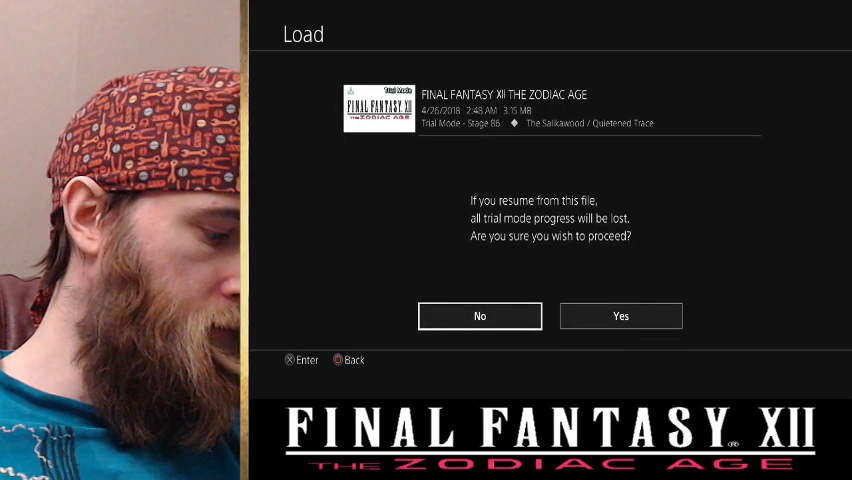 Load
Trial Mode
FINAL FANTASY XII
THE ZODIAC AGE
FINAL FANTASY XII THE ZODIAC AGE
4/26/2018 2:48 AM 3.15 MB
Trial Mode - Stage 86 ◆ The Salikawood / Quietened Trace
If you resume from this file,
all trial mode progress will be lost.
Are you sure you wish to proceed?
No Yes
Enter Back
FINAL FANTASY® XII
THE ZODIAC AGE